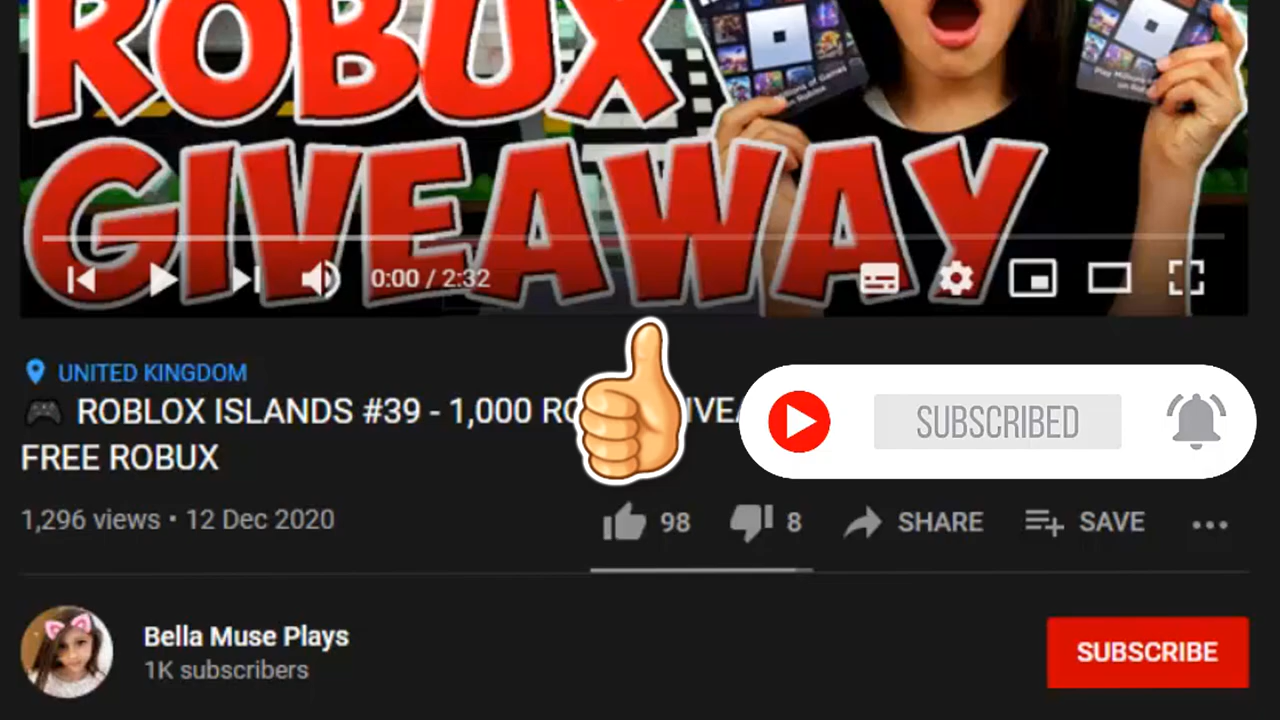 ROBUX
GIVEAWAY
0:00 / 2:32
UNITED KINGDOM
ROBLOX ISLANDS #39 - 1,000
FREE ROBUX
SUBSCRIBED
1,296 views • 12 Dec 2020
98
8
SHARE
SAVE
Bella Muse Plays
1K subscribers
SUBSCRIBE